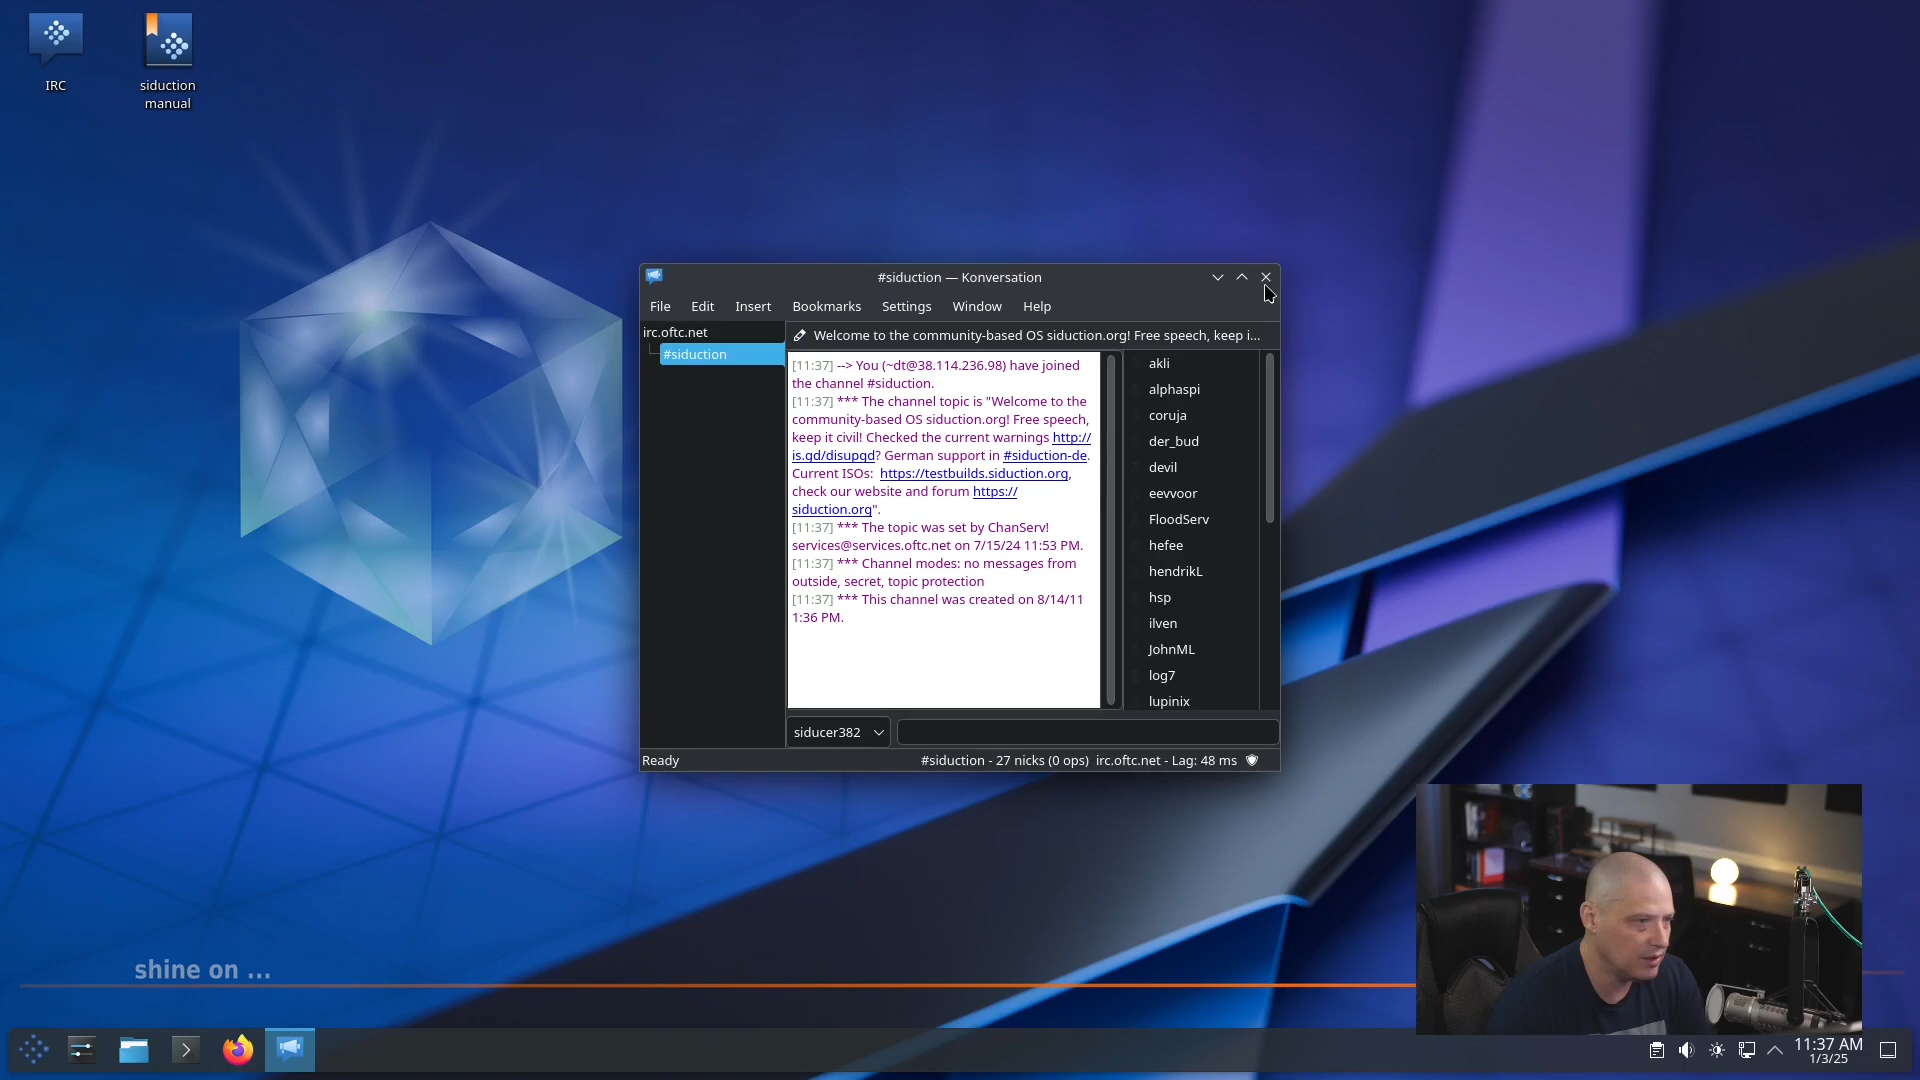 IRC
siduction
manual
#siduction — Konversation
File Edit Insert Bookmarks Settings Window Help
irc.oftc.net
#siduction
Welcome to the community-based OS siduction.org! Free speech, keep i...
[11:37] --> You (~dt@38.114.236.98) have joined
the channel #siduction.
[11:37] *** The channel topic is "Welcome to the
community-based OS siduction.org! Free speech,
keep it civil! Checked the current warnings http://
is.gd/disupgd? German support in #siduction-de.
Current ISOs:  https://testbuilds.siduction.org,
check our website and forum https://
siduction.org".
[11:37] *** The topic was set by ChanServ!
services@services.oftc.net on 7/15/24 11:53 PM.
[11:37] *** Channel modes: no messages from
outside, secret, topic protection
[11:37] *** This channel was created on 8/14/11
1:36 PM.
akli
alphaspi
coruja
der_bud
devil
eevvoor
FloodServ
hefee
hendrikL
hsp
ilven
JohnML
log7
lupinix
siducer382
Ready
#siduction - 27 nicks (0 ops) irc.oftc.net - Lag: 48 ms
shine on ...
11:37 AM
1/3/25